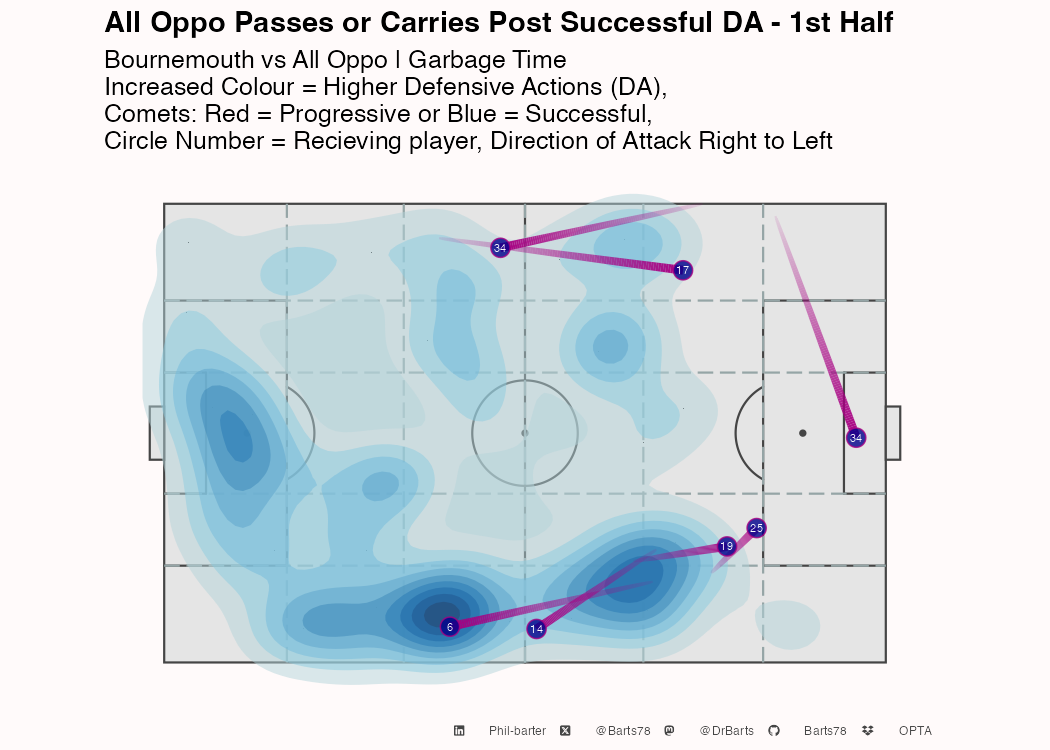 All Oppo Passes or Carries Post Successful DA - 1st Half
Bournemouth vs All Oppo | Garbage Time
Increased Colour = Higher Defensive Actions (DA),
Comets: Red = Progressive or Blue = Successful,
Circle Number = Recieving player, Direction of Attack Right to Left
34
17
34
25
19
6
14
Phil-barter @Barts78 @DrBarts Barts78 OPTA